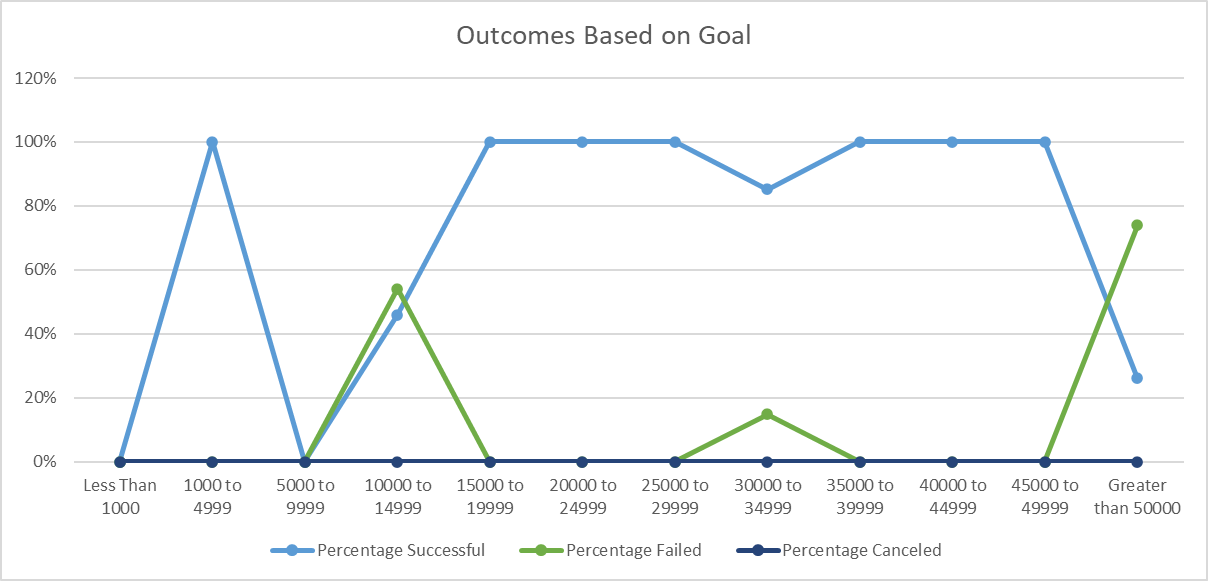 Outcomes Based on Goal
120%
100%
80%
60%
40%
20%
0%
Less Than
1000
1000 to
4999
5000 to
9999
10000 to
14999
15000 to
19999
20000 to
24999
25000 to
29999
30000 to
34999
35000 to
39999
40000 to
44999
45000 to
49999
Greater
than 50000
Percentage Successful
Percentage Failed
Percentage Canceled